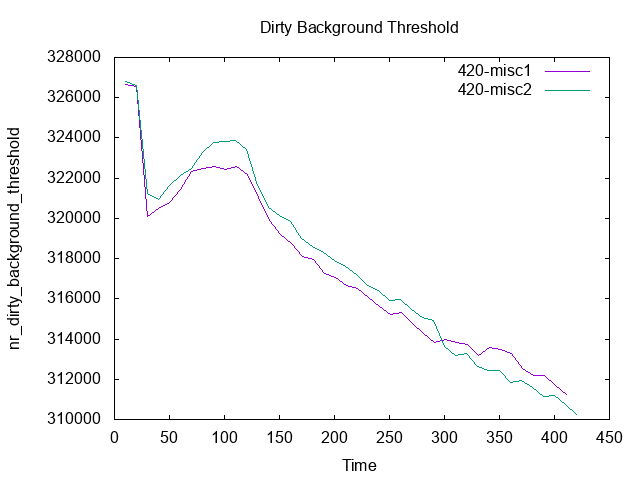 Dirty Background Threshold
328000
326000
324000
322000
320000
318000
316000
314000
312000
310000
nr_dirty_background_threshold
420-misc1
420-misc2
0 50 100 150 200 250 300 350 400 450
Time